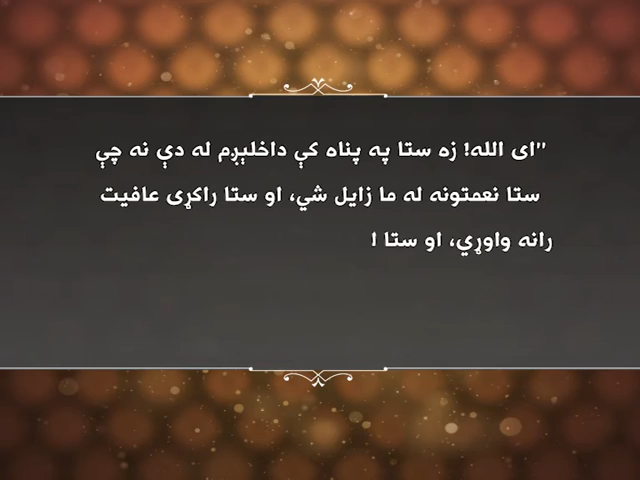 "ای الله! زه ستا په پناه کې داخلېږم له دې نه چې
ستا نعمتونه له ما زایل شي، او ستا راکړی عافیت
رانه واوړي، او ستا ا